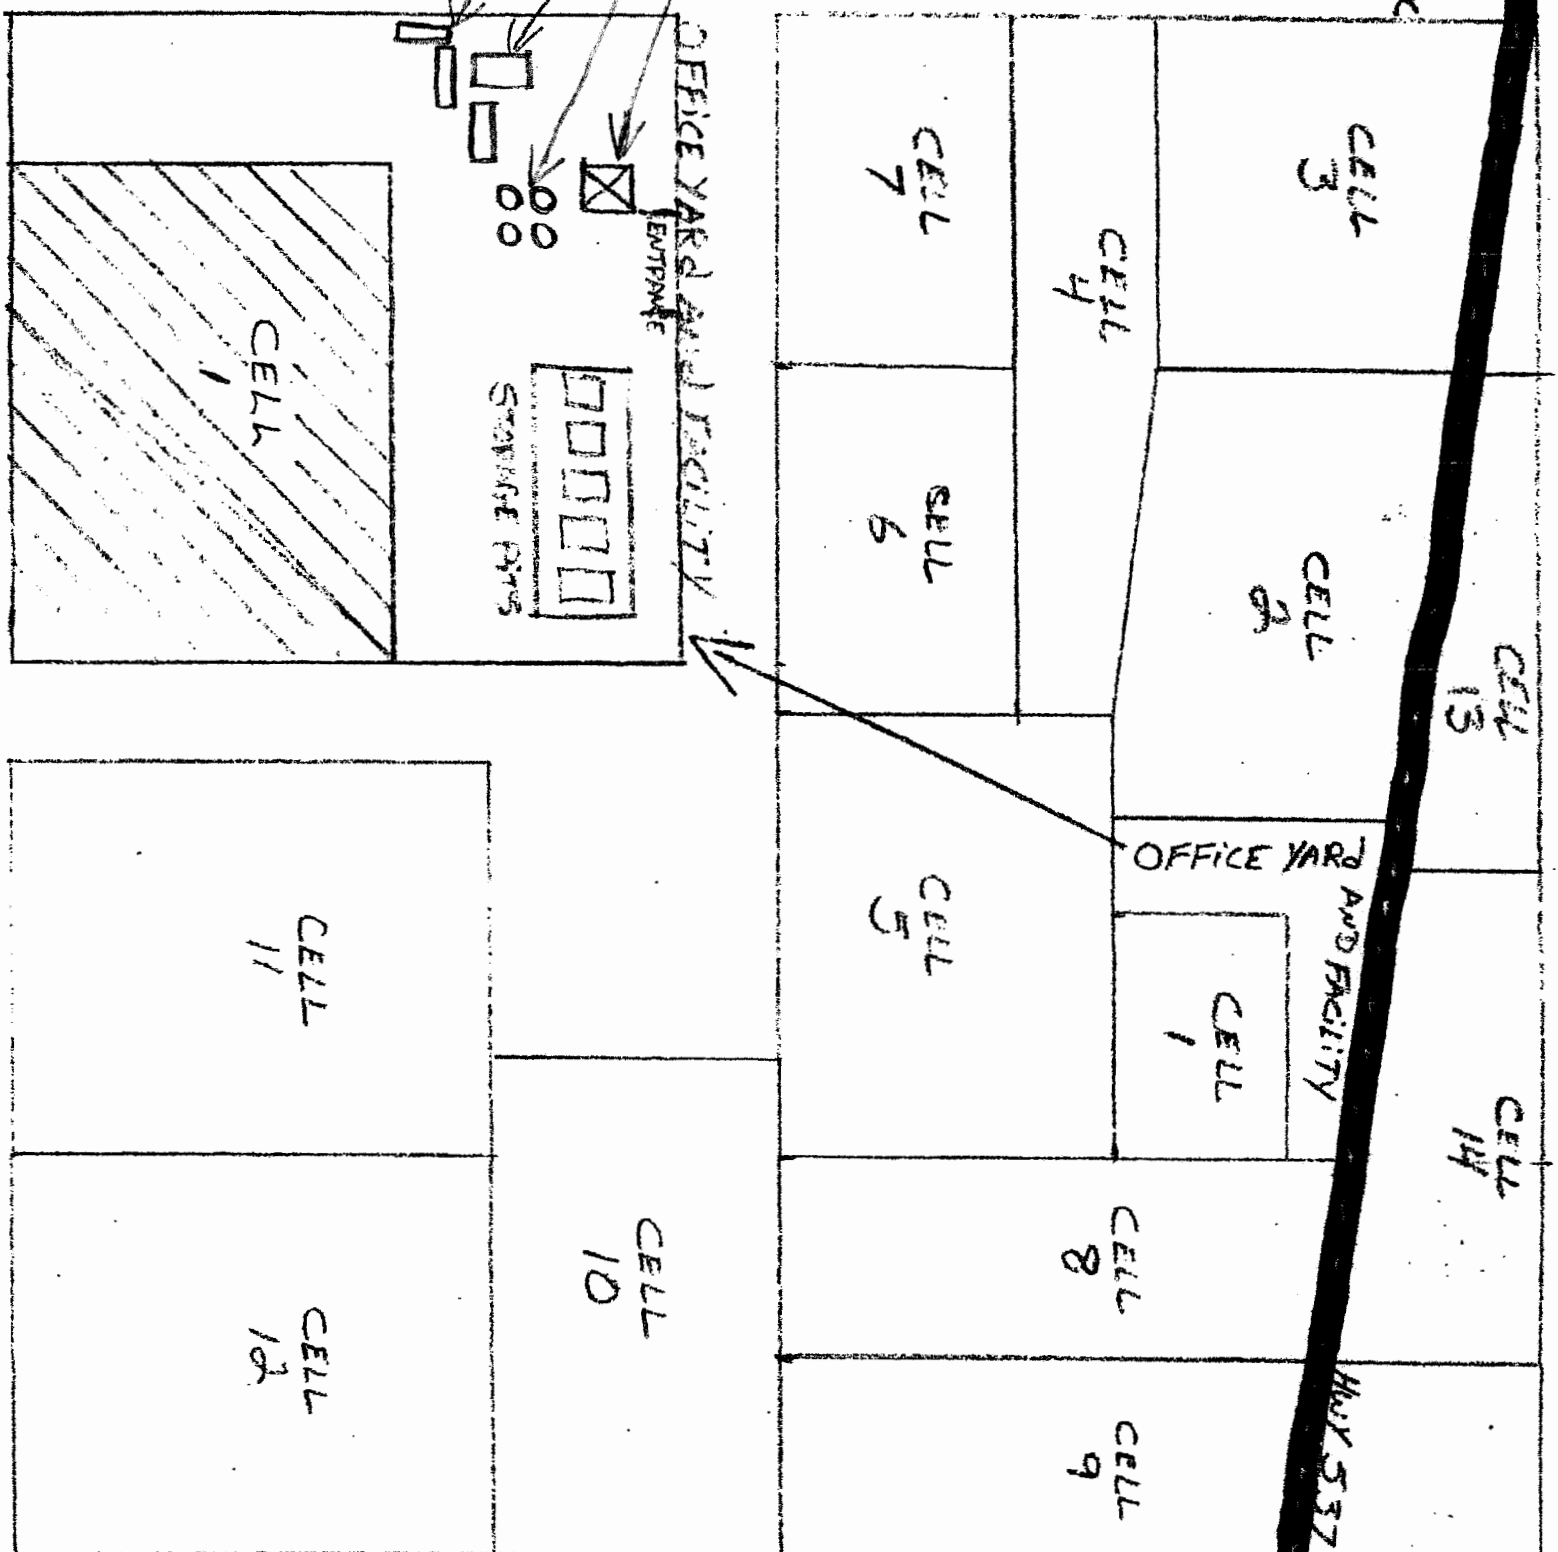 OFFICE YARd And FACILITY
ENTRANCE
STORAGE PITS
CELL
1
CELL
3
CELL
4
CELL
7
CELL
2
CELL
6
CELL
13
OFFICE YARd AND FACILITY
CELL
1
CELL
5
CELL
14
CELL
8
CELL
9
HWY 537
CELL
10
CELL
11
CELL
12